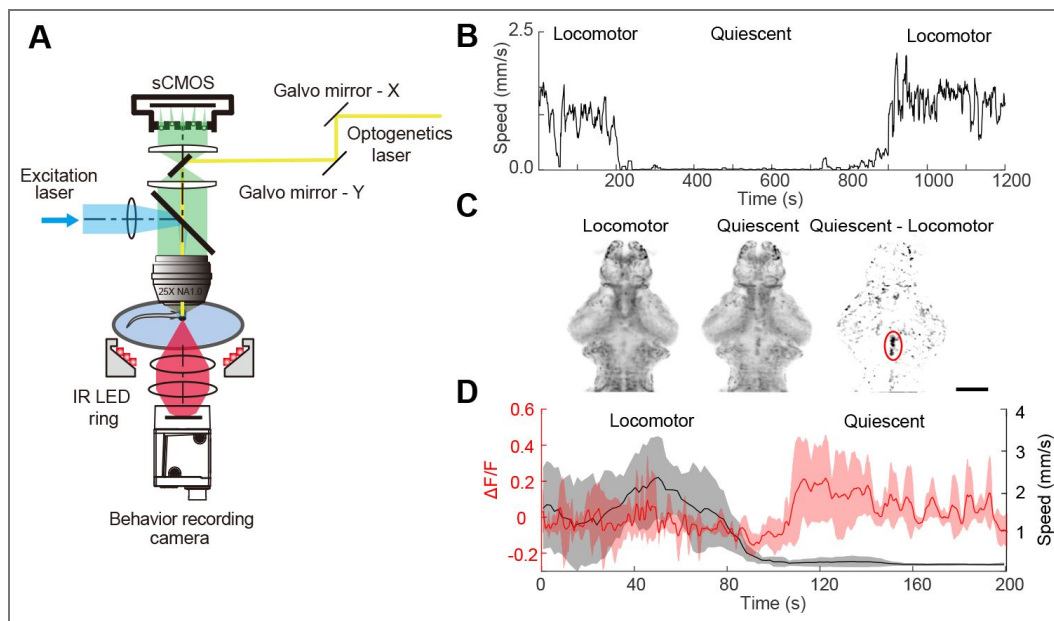 A
sCMOS
Galvo mirror - X
Optogenetics
laser
Galvo mirror - Y
Excitation
laser
25X NA1.0
IR LED
ring
Behavior recording
camera
B
Locomotor
Quiescent
Locomotor
Speed (mm/s)
2.5
0.0
200
400
600
800
1000
1200
Time (s)
C
Locomotor
Quiescent
Quiescent - Locomotor
D
Locomotor
Quiescent
ΔF/F
0.6
0.4
0.2
0
-0.2
4
3
2
1
Speed (mm/s)
0
40
80
120
160
200
Time (s)